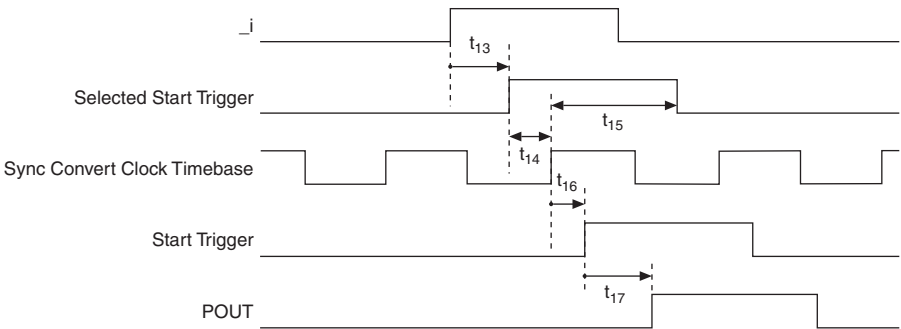 _i
t13
Selected Start Trigger
t15
t14
Sync Convert Clock Timebase
t16
Start Trigger
t17
POUT